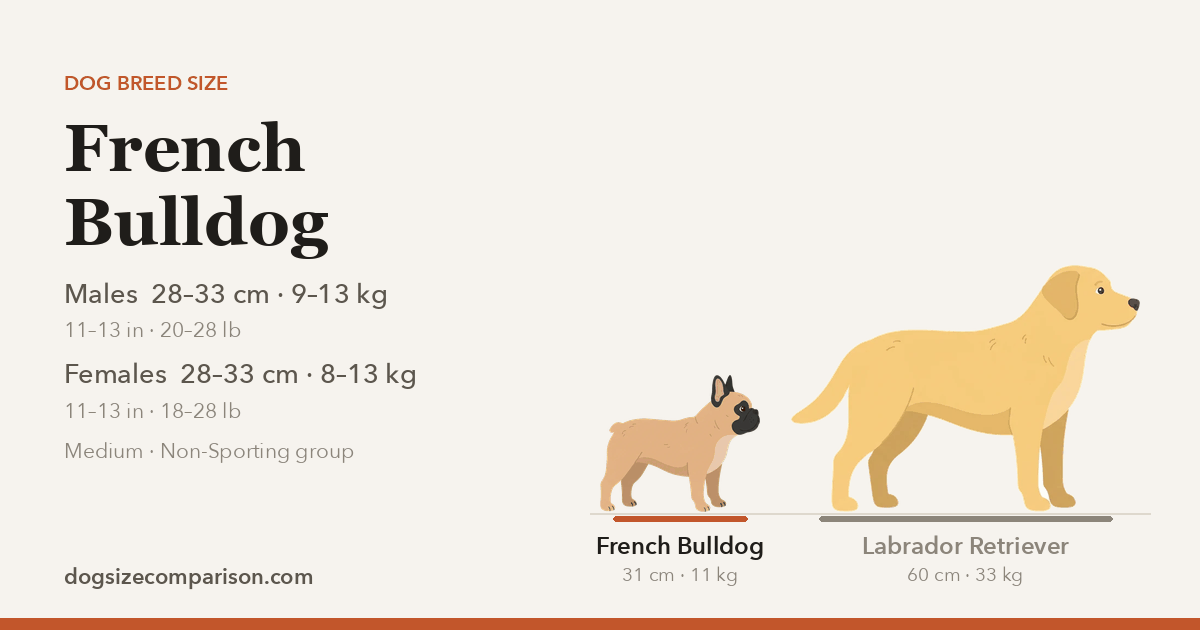 DOG BREED SIZE
French
Bulldog
Males 28–33 cm · 9–13 kg
11–13 in · 20–28 lb
Females 28–33 cm · 8–13 kg
11–13 in · 18–28 lb
Medium · Non-Sporting group
dogsizecomparison.com
French Bulldog
31 cm · 11 kg
Labrador Retriever
60 cm · 33 kg